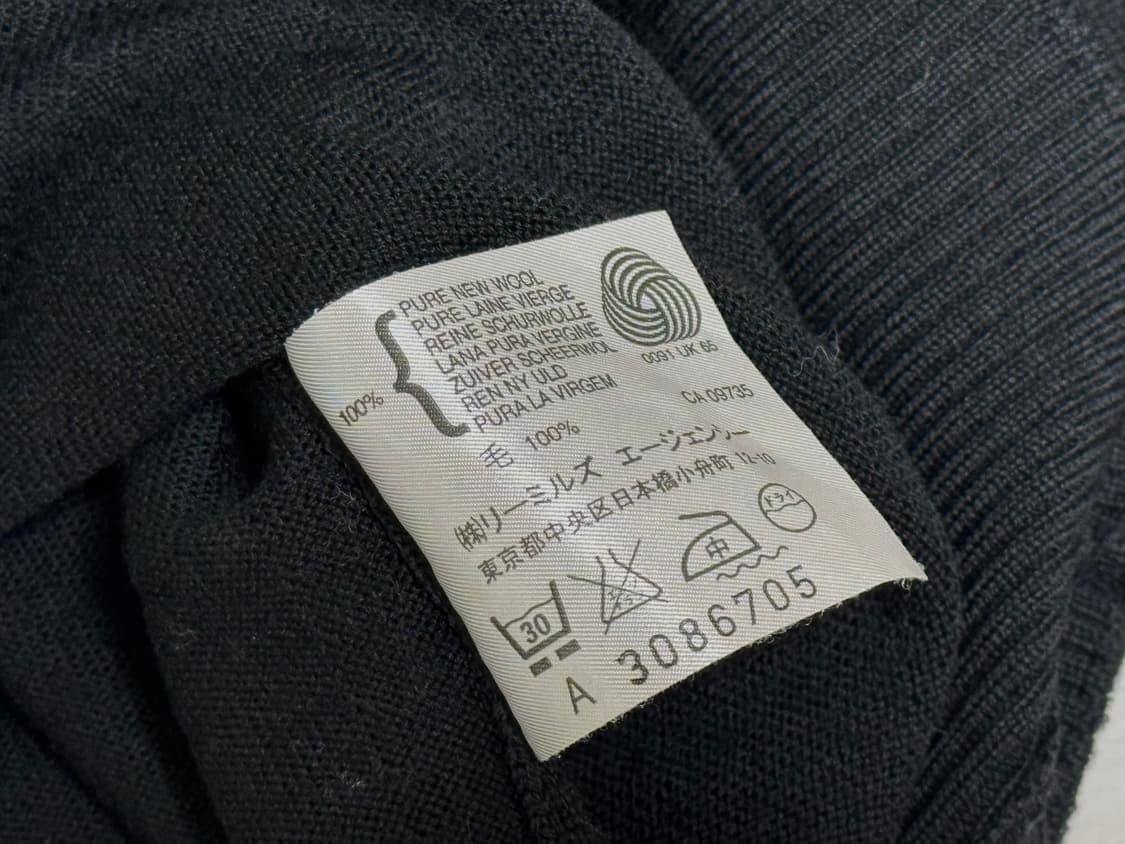 100%
PURE NEW WOOL
PURE LAINE VIERGE
REINE SCHURWOLLE
LANA PURA VERGINE
ZUIVER SCHEERWOL
REN NY ULD
PURA LA VIRGEM
0091 UK 65
CA 09735
毛 100%
㈱リーミルズ エージェンシー
東京都中央区日本橋小舟町 12-10
30
中
ドライ
A 3086705